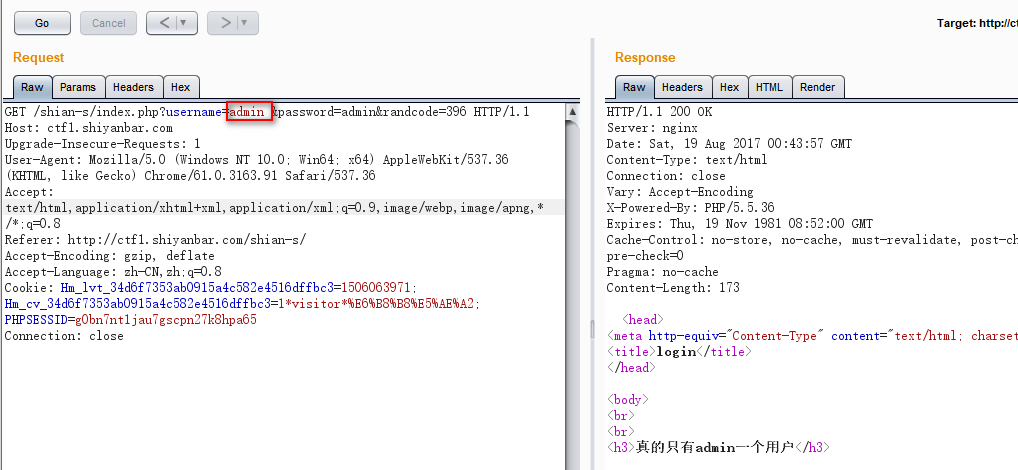 Go Cancel < ▼ > ▼ Target: http://ct
Request
Raw Params Headers Hex
GET /shian-s/index.php?username=admin &password=admin&randcode=396 HTTP/1.1
Host: ctf1.shiyanbar.com
Upgrade-Insecure-Requests: 1
User-Agent: Mozilla/5.0 (Windows NT 10.0; Win64; x64) AppleWebKit/537.36
(KHTML, like Gecko) Chrome/61.0.3163.91 Safari/537.36
Accept:
text/html,application/xhtml+xml,application/xml;q=0.9,image/webp,image/apng,*
/*;q=0.8
Referer: http://ctf1.shiyanbar.com/shian-s/
Accept-Encoding: gzip, deflate
Accept-Language: zh-CN,zh;q=0.8
Cookie: Hm_lvt_34d6f7353ab0915a4c582e4516dffbc3=1506063971;
Hm_cv_34d6f7353ab0915a4c582e4516dffbc3=1*visitor*%E6%B8%B8%E5%AE%A2;
PHPSESSID=g0bn7nt1jau7gscpn27k8hpa65
Connection: close
Response
Raw Headers Hex HTML Render
HTTP/1.1 200 OK
Server: nginx
Date: Sat, 19 Aug 2017 00:43:57 GMT
Content-Type: text/html
Connection: close
Vary: Accept-Encoding
X-Powered-By: PHP/5.5.36
Expires: Thu, 19 Nov 1981 08:52:00 GMT
Cache-Control: no-store, no-cache, must-revalidate, post-ch
pre-check=0
Pragma: no-cache
Content-Length: 173
<head>
<meta http-equiv="Content-Type" content="text/html; charset
<title>login</title>
</head>
<body>
<br>
<br>
<h3>真的只有admin一个用户</h3>